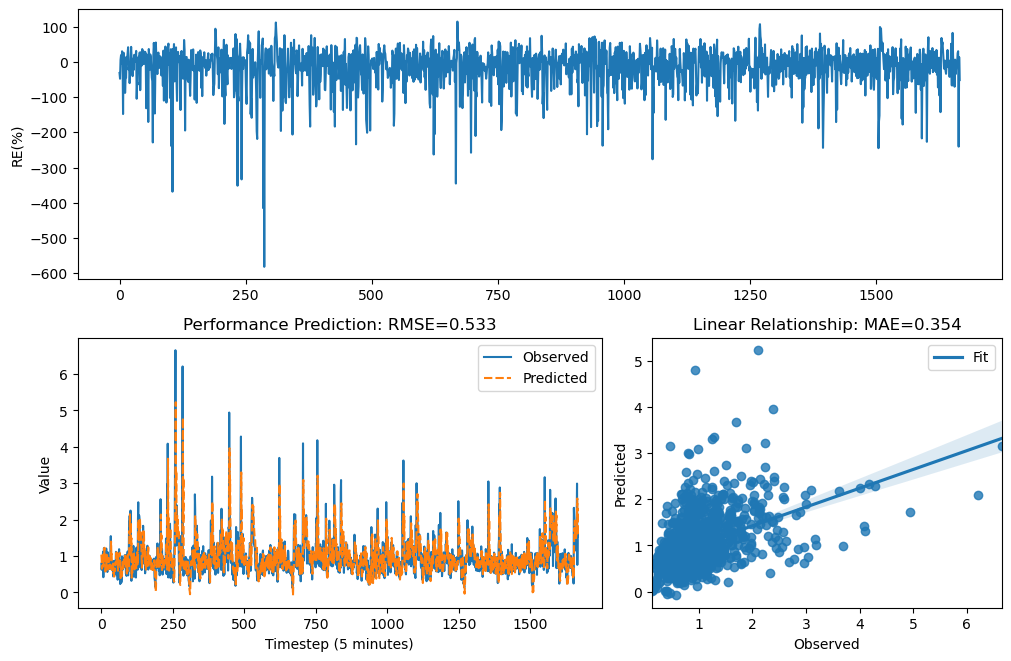 100
0
−100
−200
−300
−400
−500
−600
RE(%)
0 250 500 750 1000 1250 1500
Performance Prediction: RMSE=0.533
Observed
Predicted
6
5
4
3
2
1
0
Value
0 250 500 750 1000 1250 1500
Timestep (5 minutes)
Linear Relationship: MAE=0.354
Fit
5
4
3
2
1
0
Predicted
1 2 3 4 5 6
Observed